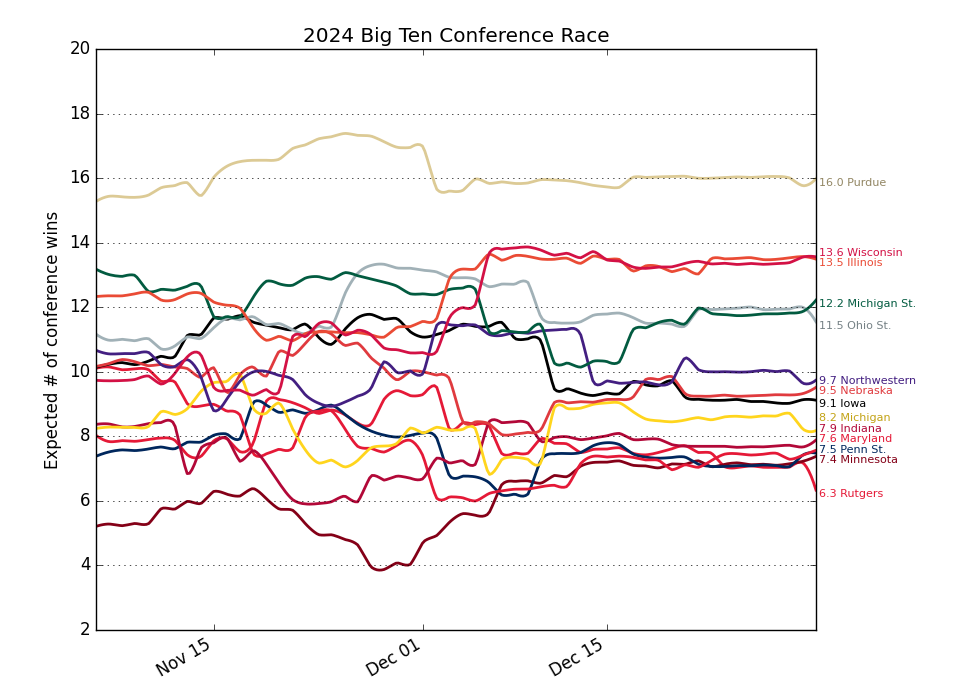 2024 Big Ten Conference Race
Expected # of conference wins
20
18
16
14
12
10
8
6
4
2
Nov 15
Dec 01
Dec 15
16.0 Purdue
13.6 Wisconsin
13.5 Illinois
12.2 Michigan St.
11.5 Ohio St.
9.7 Northwestern
9.5 Nebraska
9.1 Iowa
8.2 Michigan
7.9 Indiana
7.6 Maryland
7.5 Penn St.
7.4 Minnesota
6.3 Rutgers